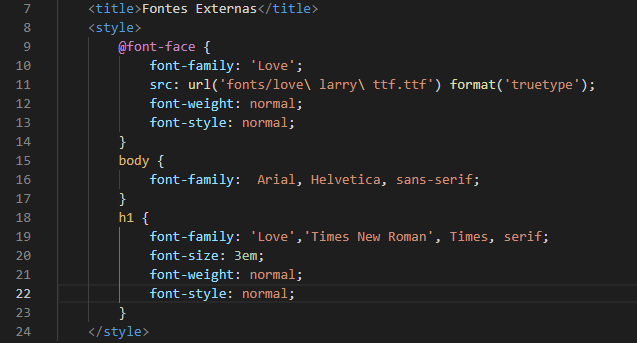 7 <title>Fontes Externas</title>
8 <style>
9 @font-face {
10 font-family: 'Love';
11 src: url('fonts/love\ larry\ ttf.ttf') format('truetype');
12 font-weight: normal;
13 font-style: normal;
14 }
15 body {
16 font-family:  Arial, Helvetica, sans-serif;
17 }
18 h1 {
19 font-family: 'Love','Times New Roman', Times, serif;
20 font-size: 3em;
21 font-weight: normal;
22 font-style: normal;
23 }
24 </style>